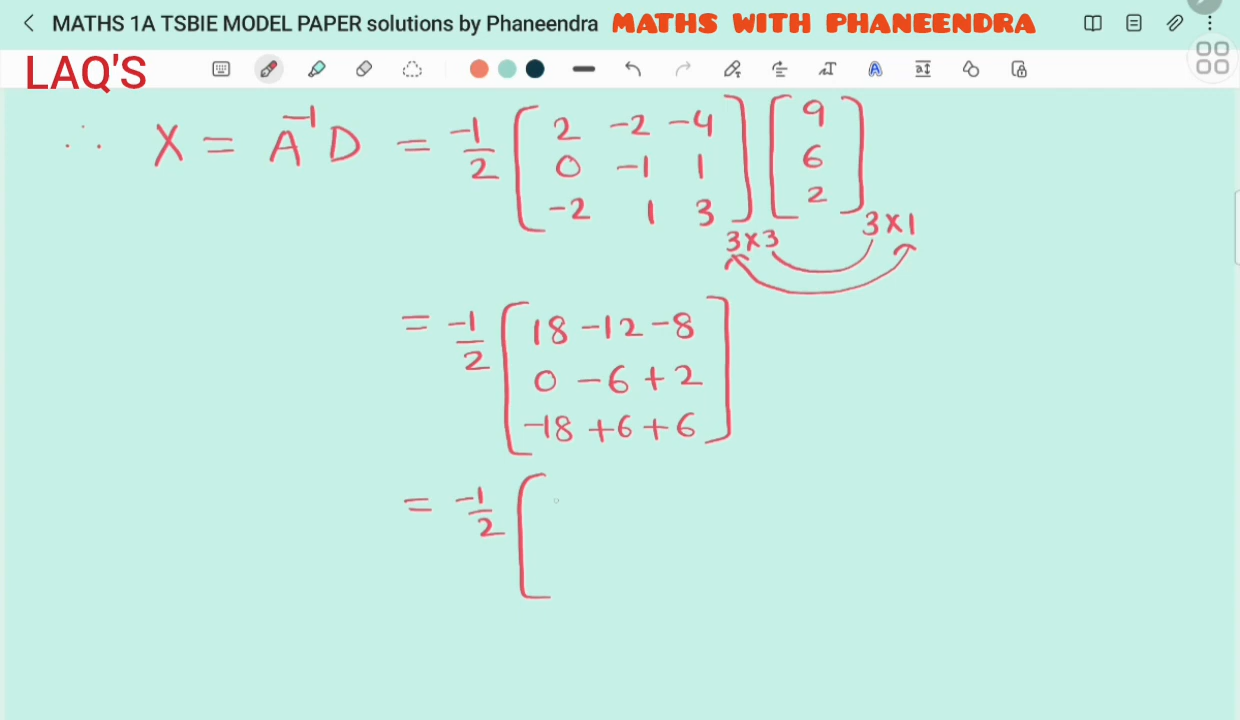 MATHS 1A TSBIE MODEL PAPER solutions by Phaneendra MATHS WITH PHANEENDRA
LAQ'S
∴ X = A⁻¹D = -1/2 [ 2 -2 -4 ] [ 9 ]
0 -1 1 6
-2 1 3 2
3×3 3×1
= -1/2 [ 18 -12 -8 ]
0 -6 +2
-18 +6 +6
= -1/2 [